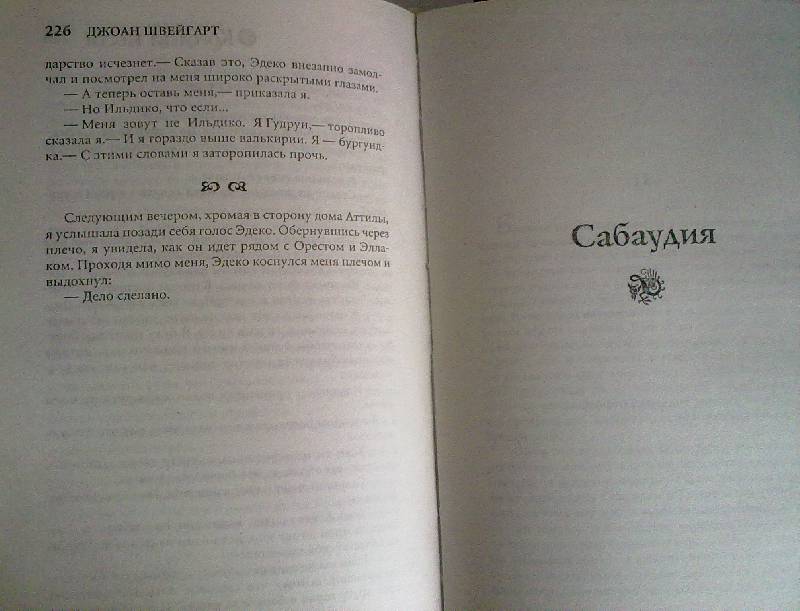 226 ДЖОАН ШВЕЙГАРТ
дарство исчезнет.— Сказав это, Эдеко внезапно замол-
чал и посмотрел на меня широко раскрытыми глазами.
— А теперь оставь меня,— приказала я.
— Но Ильдико, что если...
— Меня зовут не Ильдико. Я Гудрун,— торопливо
сказала я.— И я гораздо выше валькирии. Я — бургунд-
ка.— С этими словами я заторопилась прочь.
Следующим вечером, хромая в сторону дома Аттилы,
я услышала позади себя голос Эдеко. Обернувшись через
плечо, я увидела, как он идет рядом с Орестом и Элла-
ком. Проходя мимо меня, Эдеко коснулся меня плечом и
выдохнул:
— Дело сделано.
Сабаудия